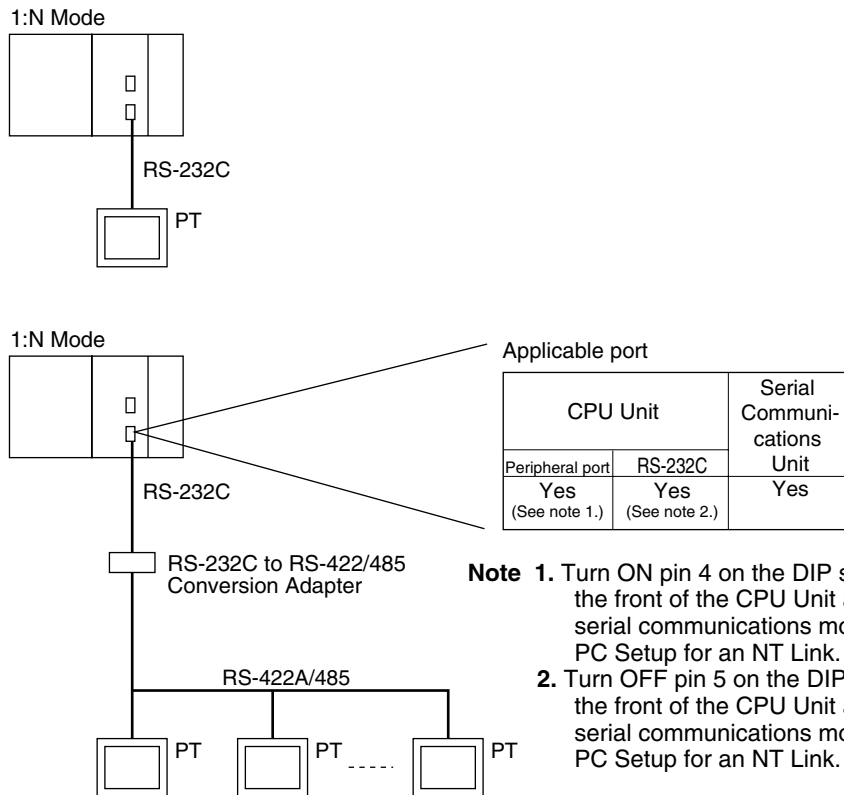 1:N Mode
RS-232C
PT
1:N Mode
Applicable port
CPU Unit
Serial
Communi-
cations
Unit
Peripheral port
RS-232C
Yes
(See note 1.)
Yes
(See note 2.)
Yes
RS-232C
RS-232C to RS-422/485
Conversion Adapter
RS-422A/485
PT
PT
PT
Note 1. Turn ON pin 4 on the DIP s
the front of the CPU Unit a
serial communications mo
PC Setup for an NT Link.
2. Turn OFF pin 5 on the DIP
the front of the CPU Unit a
serial communications mo
PC Setup for an NT Link.